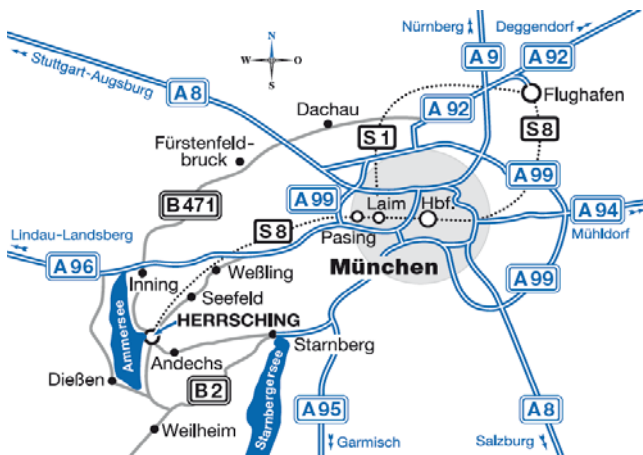 Nürnberg
Deggendorf
N
W
O
S
Stuttgart-Augsburg
A 9
A 92
A 8
Flughafen
Dachau
A 92
S 1
S 8
Fürstenfeld-
bruck
A 99
A 99
B 471
Laim
Hbf.
A 94
S 8
Pasing
Mühldorf
Lindau-Landsberg
A 96
Weßling
München
Inning
Seefeld
A 99
HERRSCHING
Ammersee
Starnberg
Andechs
Dießen
B 2
Starnbergersee
A 95
A 8
Weilheim
Garmisch
Salzburg